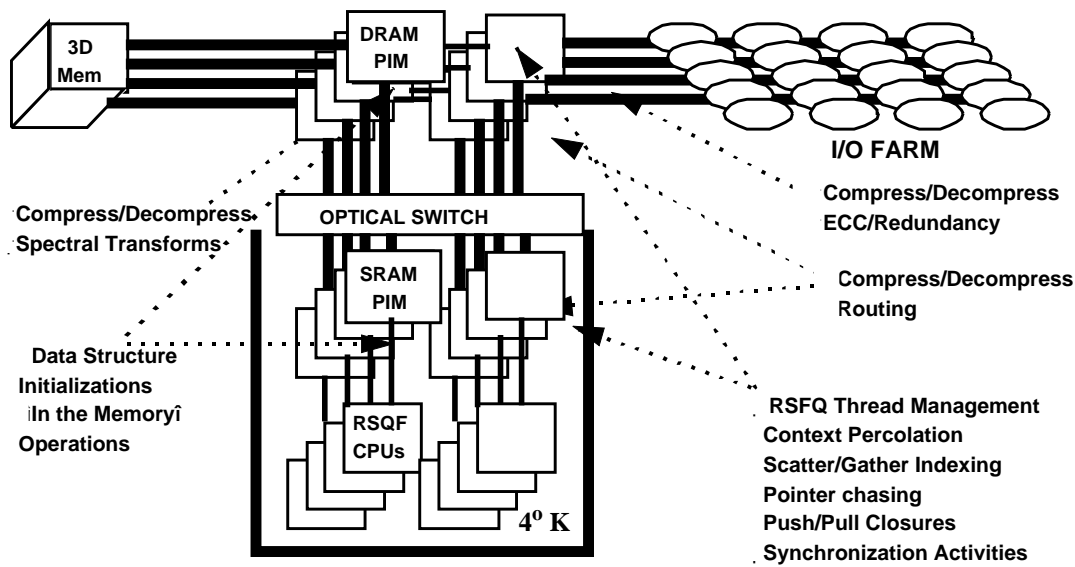 3D
Mem
DRAM
PIM
I/O FARM
Compress/Decompress
Spectral Transforms
OPTICAL SWITCH
Compress/Decompress
ECC/Redundancy
SRAM
PIM
Compress/Decompress
Routing
Data Structure
Initializations
ìIn the Memoryî
Operations
RSQF
CPUs
4º K
RSFQ Thread Management
Context Percolation
Scatter/Gather Indexing
Pointer chasing
Push/Pull Closures
Synchronization Activities